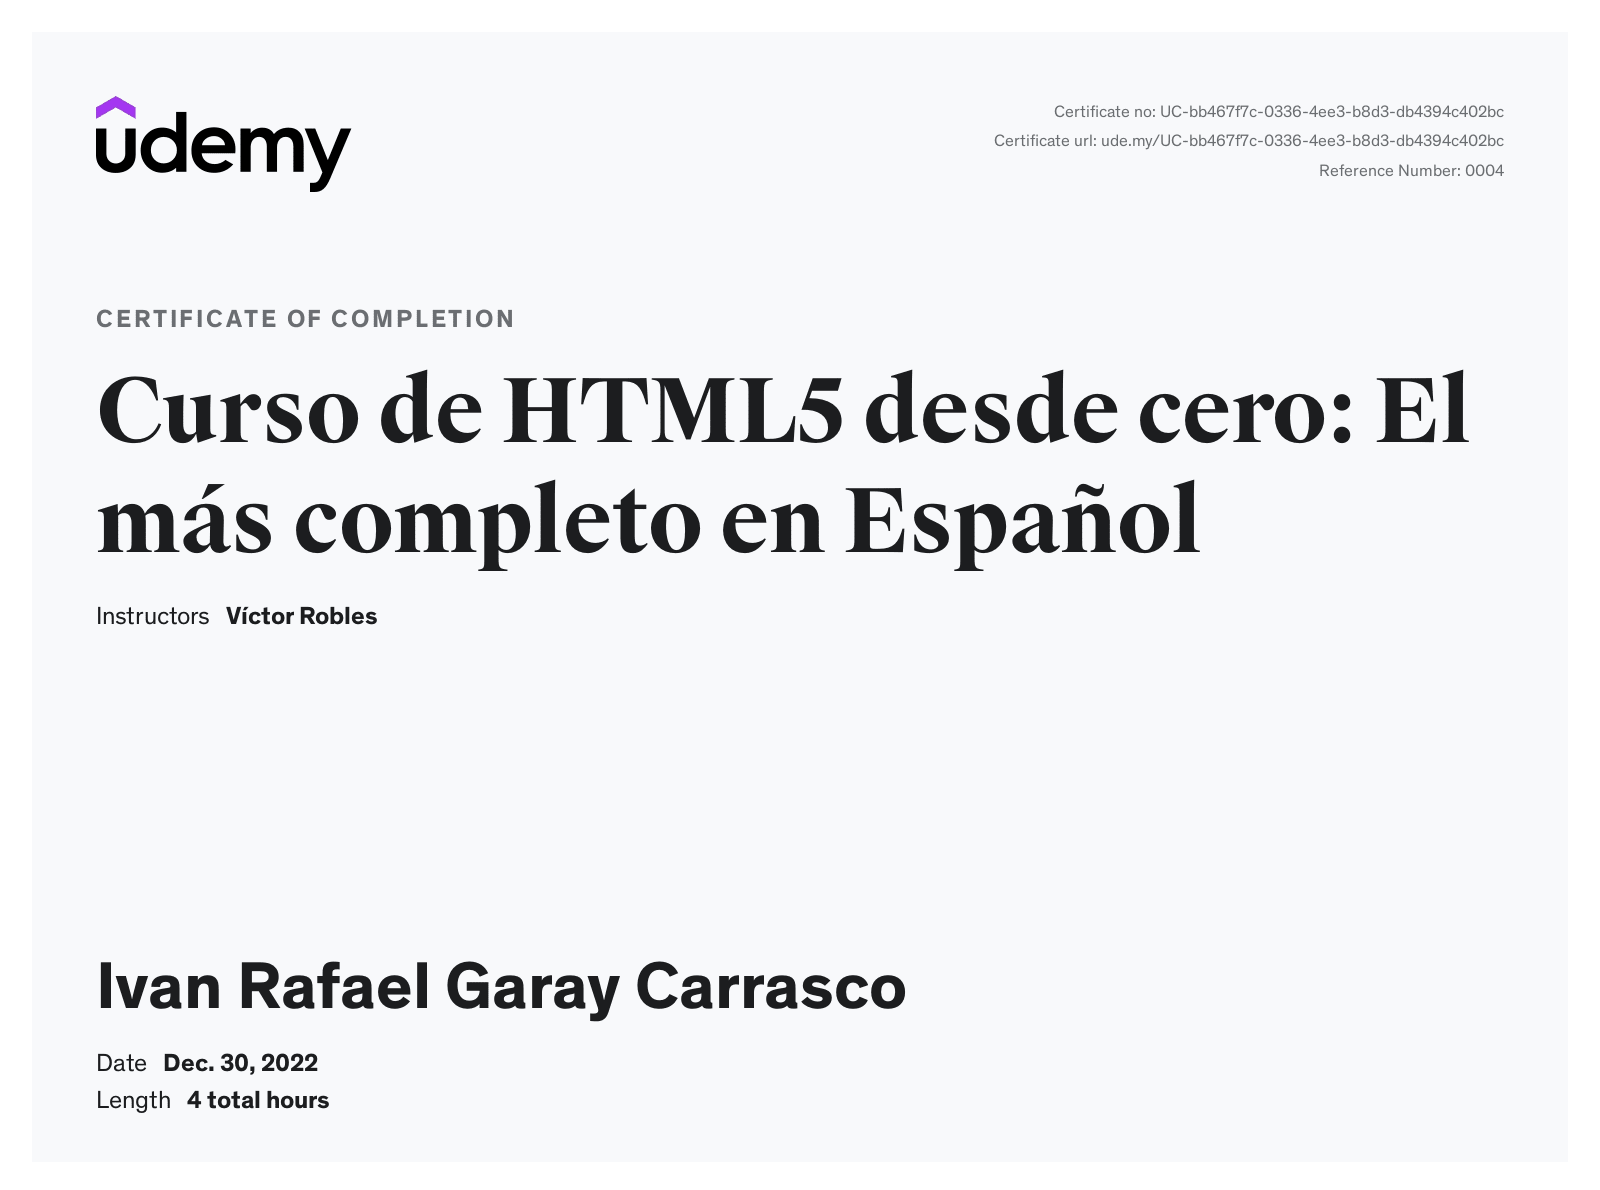 udemy
Certificate no: UC-bb467f7c-0336-4ee3-b8d3-db4394c402bc
Certificate url: ude.my/UC-bb467f7c-0336-4ee3-b8d3-db4394c402bc
Reference Number: 0004
CERTIFICATE OF COMPLETION
Curso de HTML5 desde cero: El
más completo en Español
Instructors Víctor Robles
Ivan Rafael Garay Carrasco
Date Dec. 30, 2022
Length 4 total hours